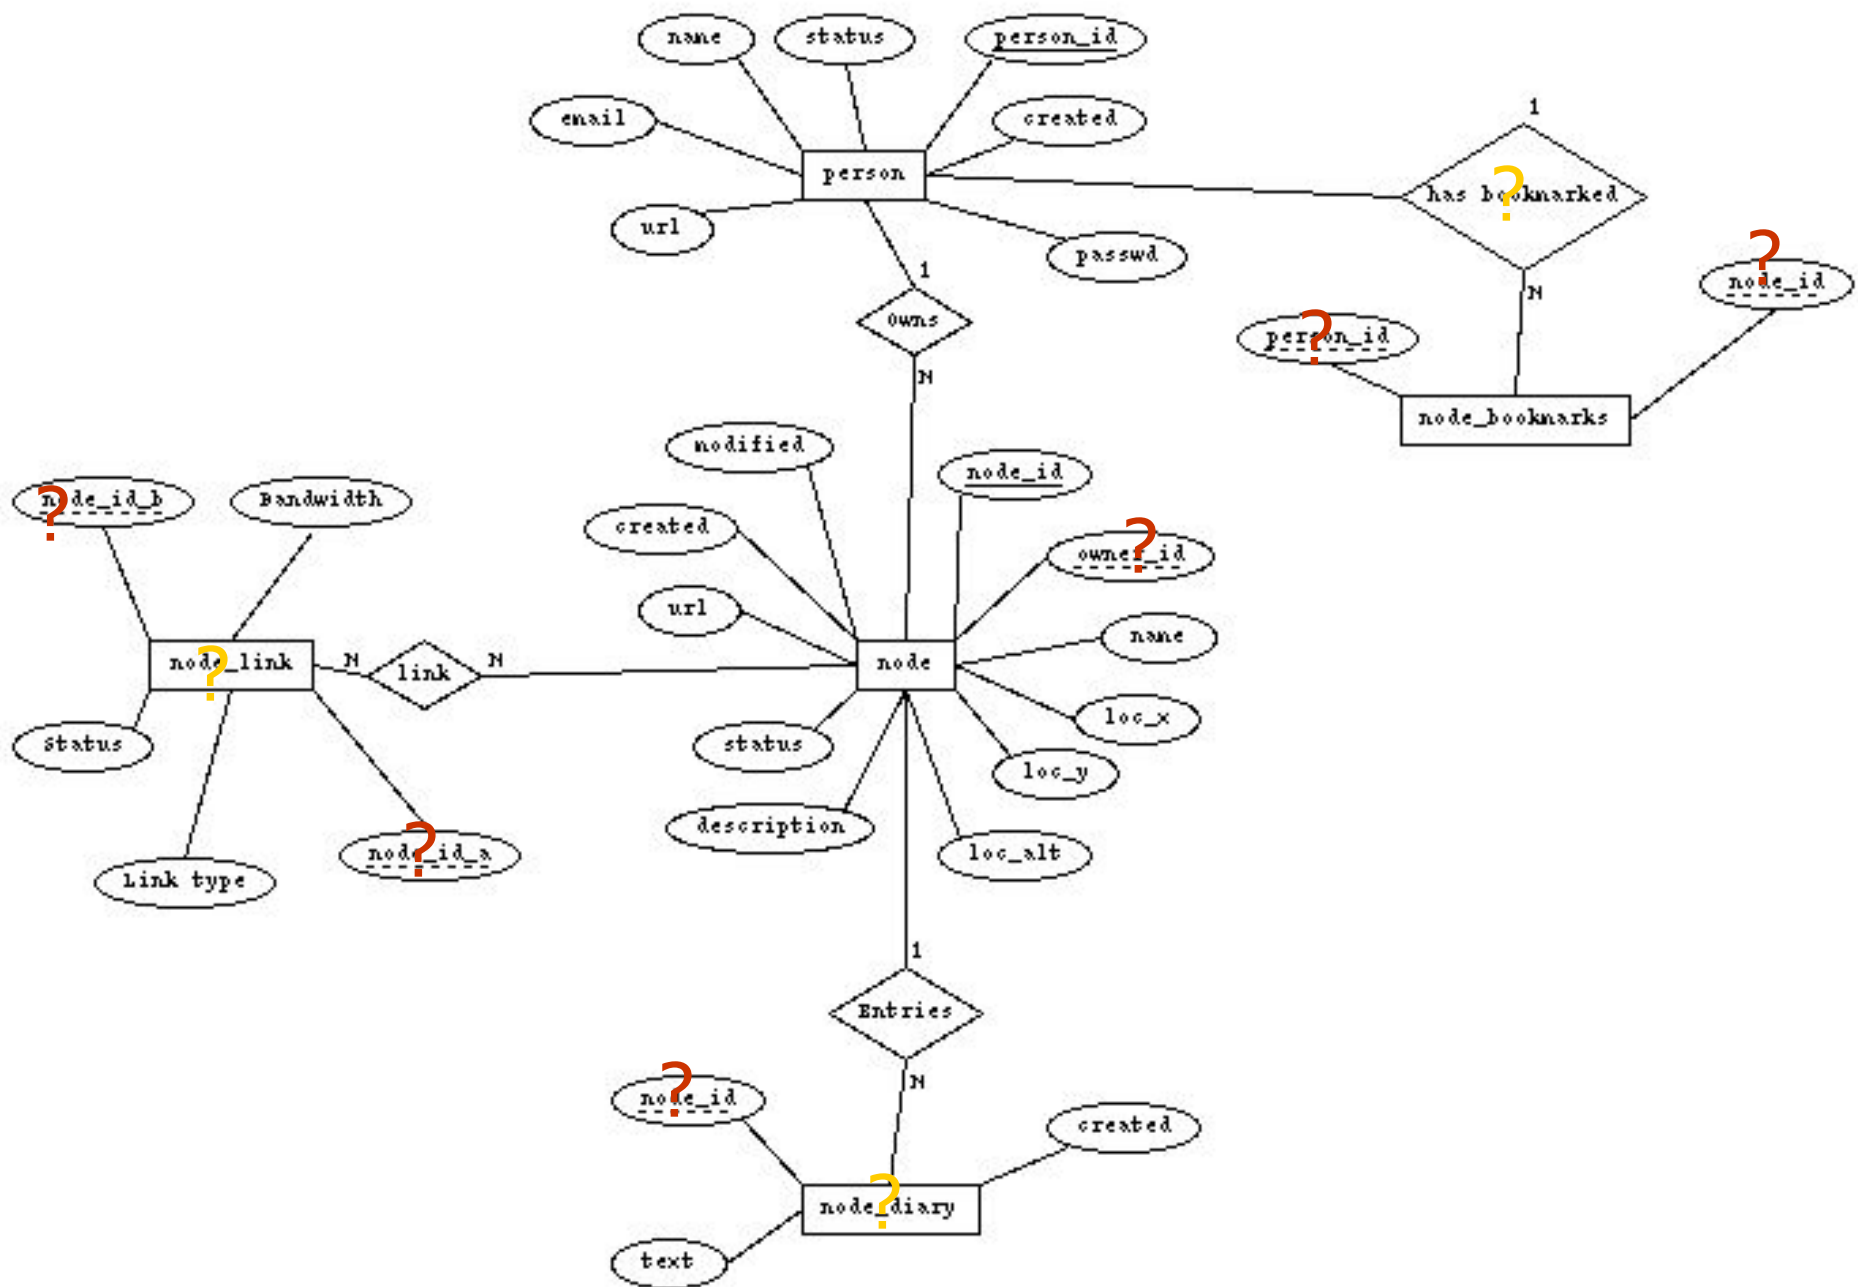 name
status
person_id
email
created
person
url
passwd
1
has bookmarked
?
N
?
node_id
?
person_id
node_bookmarks
1
Owns
N
modified
node_id
created
?
owner_id
url
name
node
loc_x
status
loc_y
description
loc_alt
?
node_id_b
Bandwidth
node_link
?
N
link
N
Status
?
node_id_a
Link type
1
Entries
N
?
node_id
created
node_diary
?
text